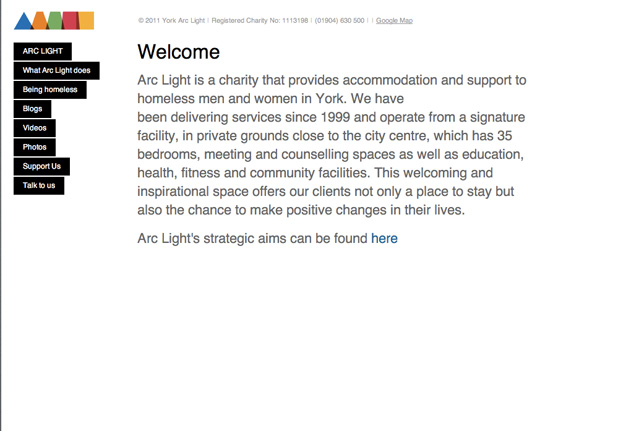 © 2011 York Arc Light | Registered Charity No: 1113198 | (01904) 630 500 | | Google Map
ARC LIGHT
What Arc Light does
Being homeless
Blogs
Videos
Photos
Support Us
Talk to us
Welcome
Arc Light is a charity that provides accommodation and support to
homeless men and women in York. We have
been delivering services since 1999 and operate from a signature
facility, in private grounds close to the city centre, which has 35
bedrooms, meeting and counselling spaces as well as education,
health, fitness and community facilities. This welcoming and
inspirational space offers our clients not only a place to stay but
also the chance to make positive changes in their lives.
Arc Light's strategic aims can be found here